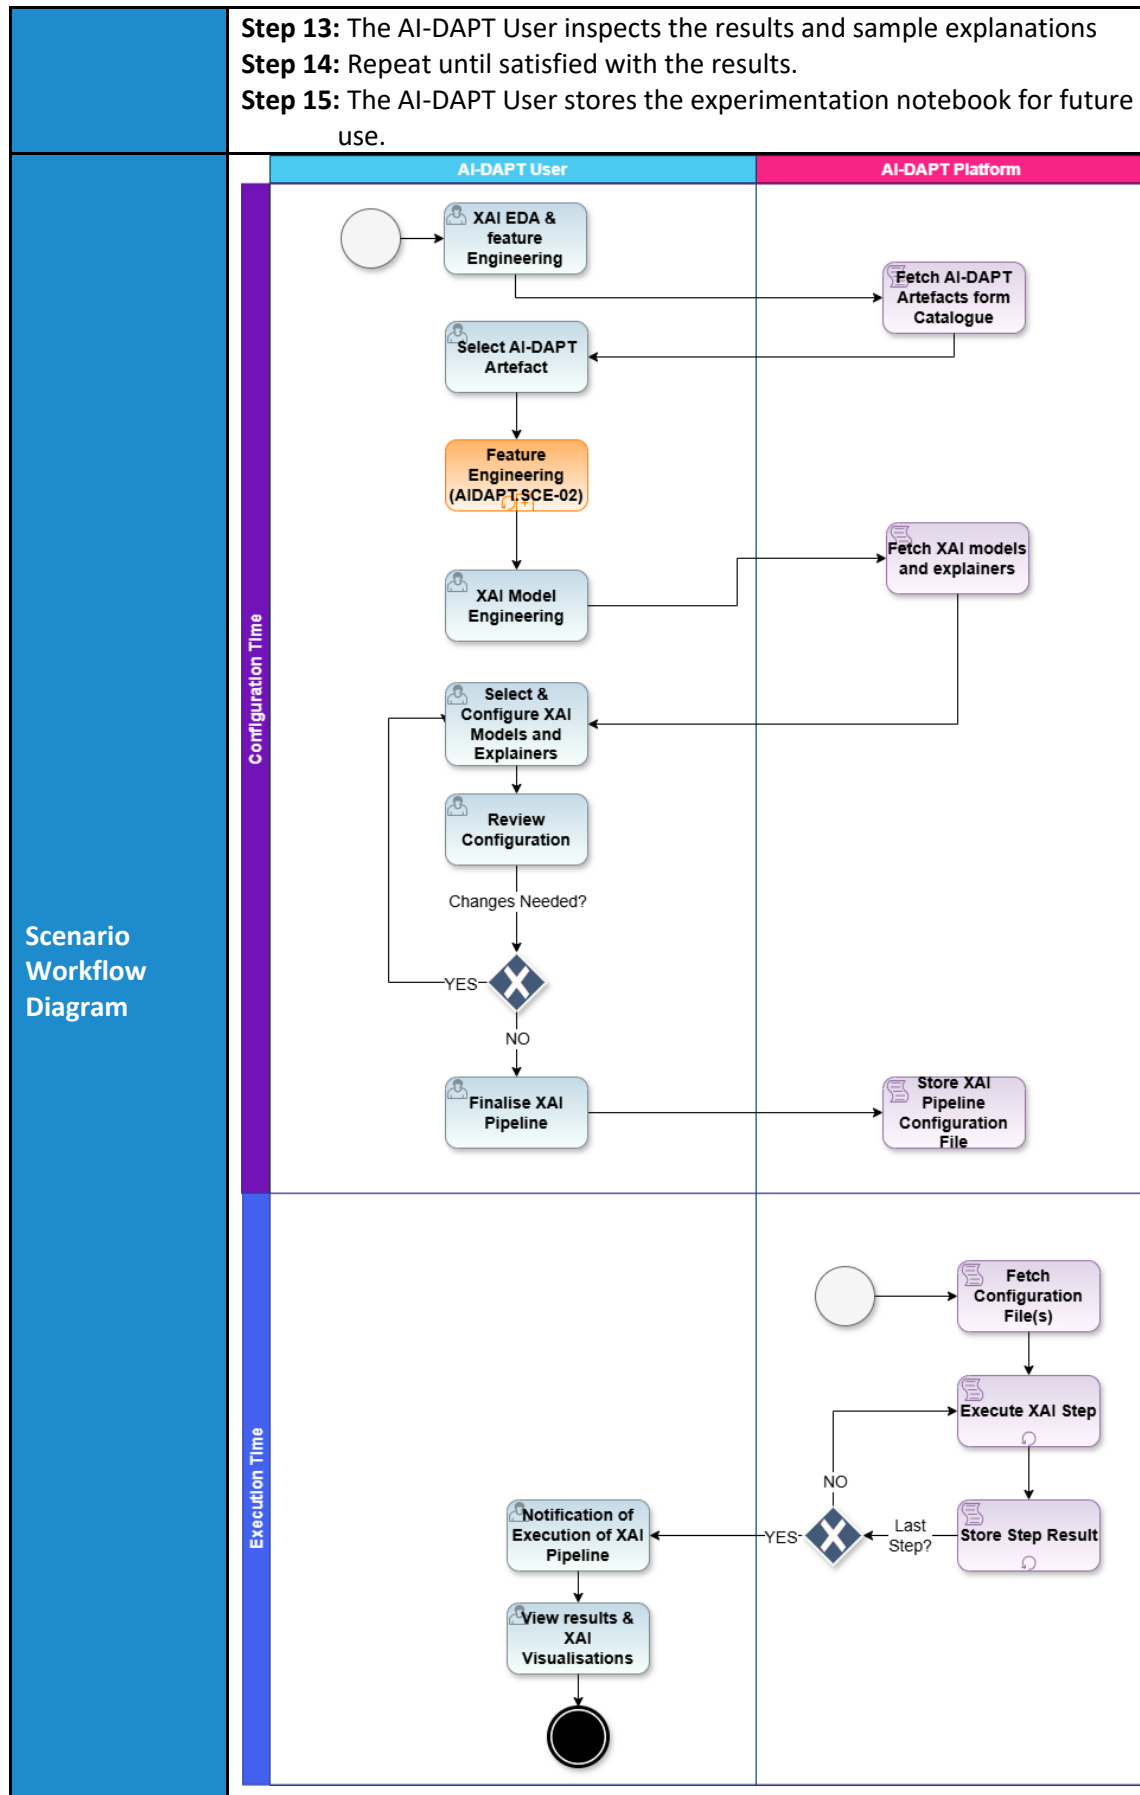 Step 13: The AI-DAPT User inspects the results and sample explanations
Step 14: Repeat until satisfied with the results.
Step 15: The AI-DAPT User stores the experimentation notebook for future
use.
Scenario
Workflow
Diagram
AI-DAPT User
AI-DAPT Platform
Configuration Time
XAI EDA &
feature
Engineering
Fetch AI-DAPT
Artefacts form
Catalogue
Select AI-DAPT
Artefact
Feature
Engineering
(AIDAPT.SCE-02)
XAI Model
Engineering
Fetch XAI models
and explainers
Select &
Configure XAI
Models and
Explainers
Review
Configuration
Changes Needed?
YES
NO
Finalise XAI
Pipeline
Store XAI
Pipeline
Configuration
File
Execution Time
Fetch
Configuration
File(s)
Execute XAI Step
NO
Store Step Result
Last
Step?
YES
Notification of
Execution of XAI
Pipeline
View results &
XAI
Visualisations